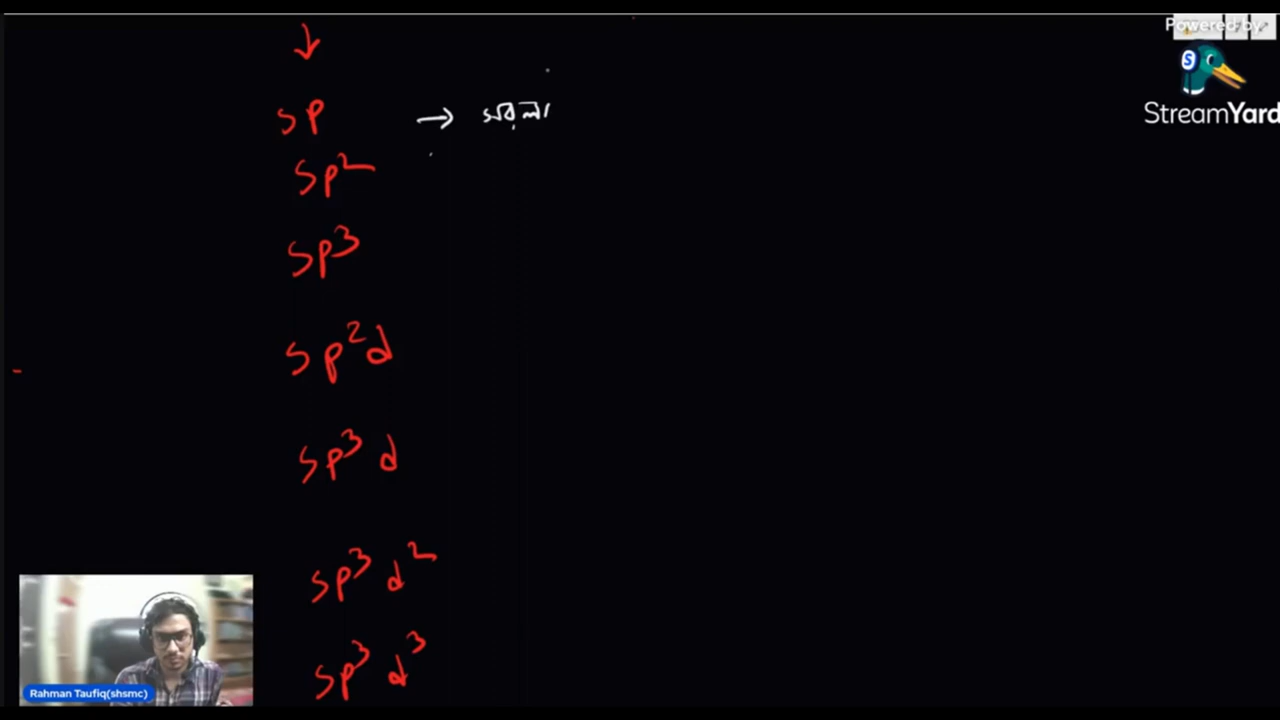 Powered by
StreamYard
↓
sp → সরল
sp²
sp³
sp²d
sp³d
sp³d²
sp³d³
Rahman Taufiq(shsmc)